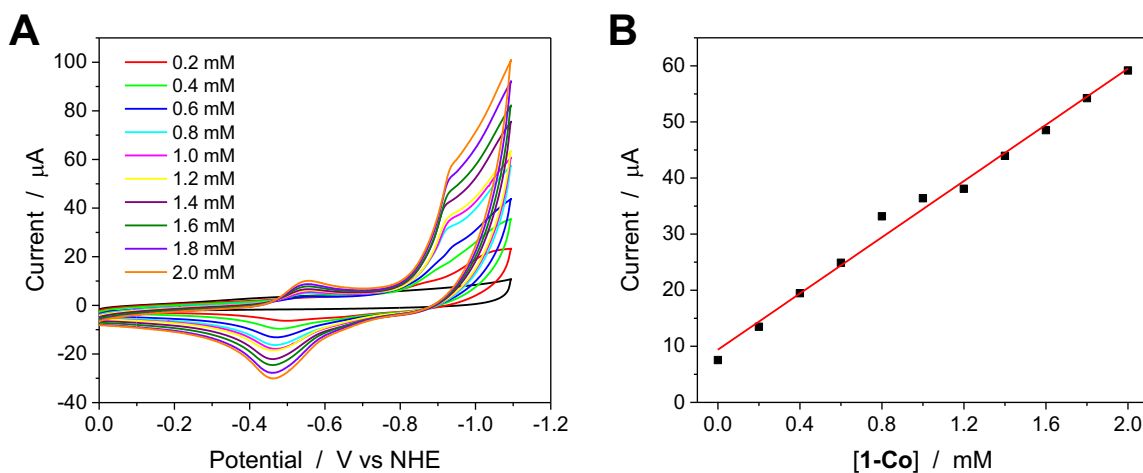 A
100
80
60
40
20
0
-20
-40
0.0
-0.2
-0.4
-0.6
-0.8
-1.0
-1.2
Current / μA
Potential / V vs NHE
0.2 mM
0.4 mM
0.6 mM
0.8 mM
1.0 mM
1.2 mM
1.4 mM
1.6 mM
1.8 mM
2.0 mM
B
60
50
40
30
20
10
0
0.0
0.4
0.8
1.2
1.6
2.0
Current / μA
[1-Co] / mM